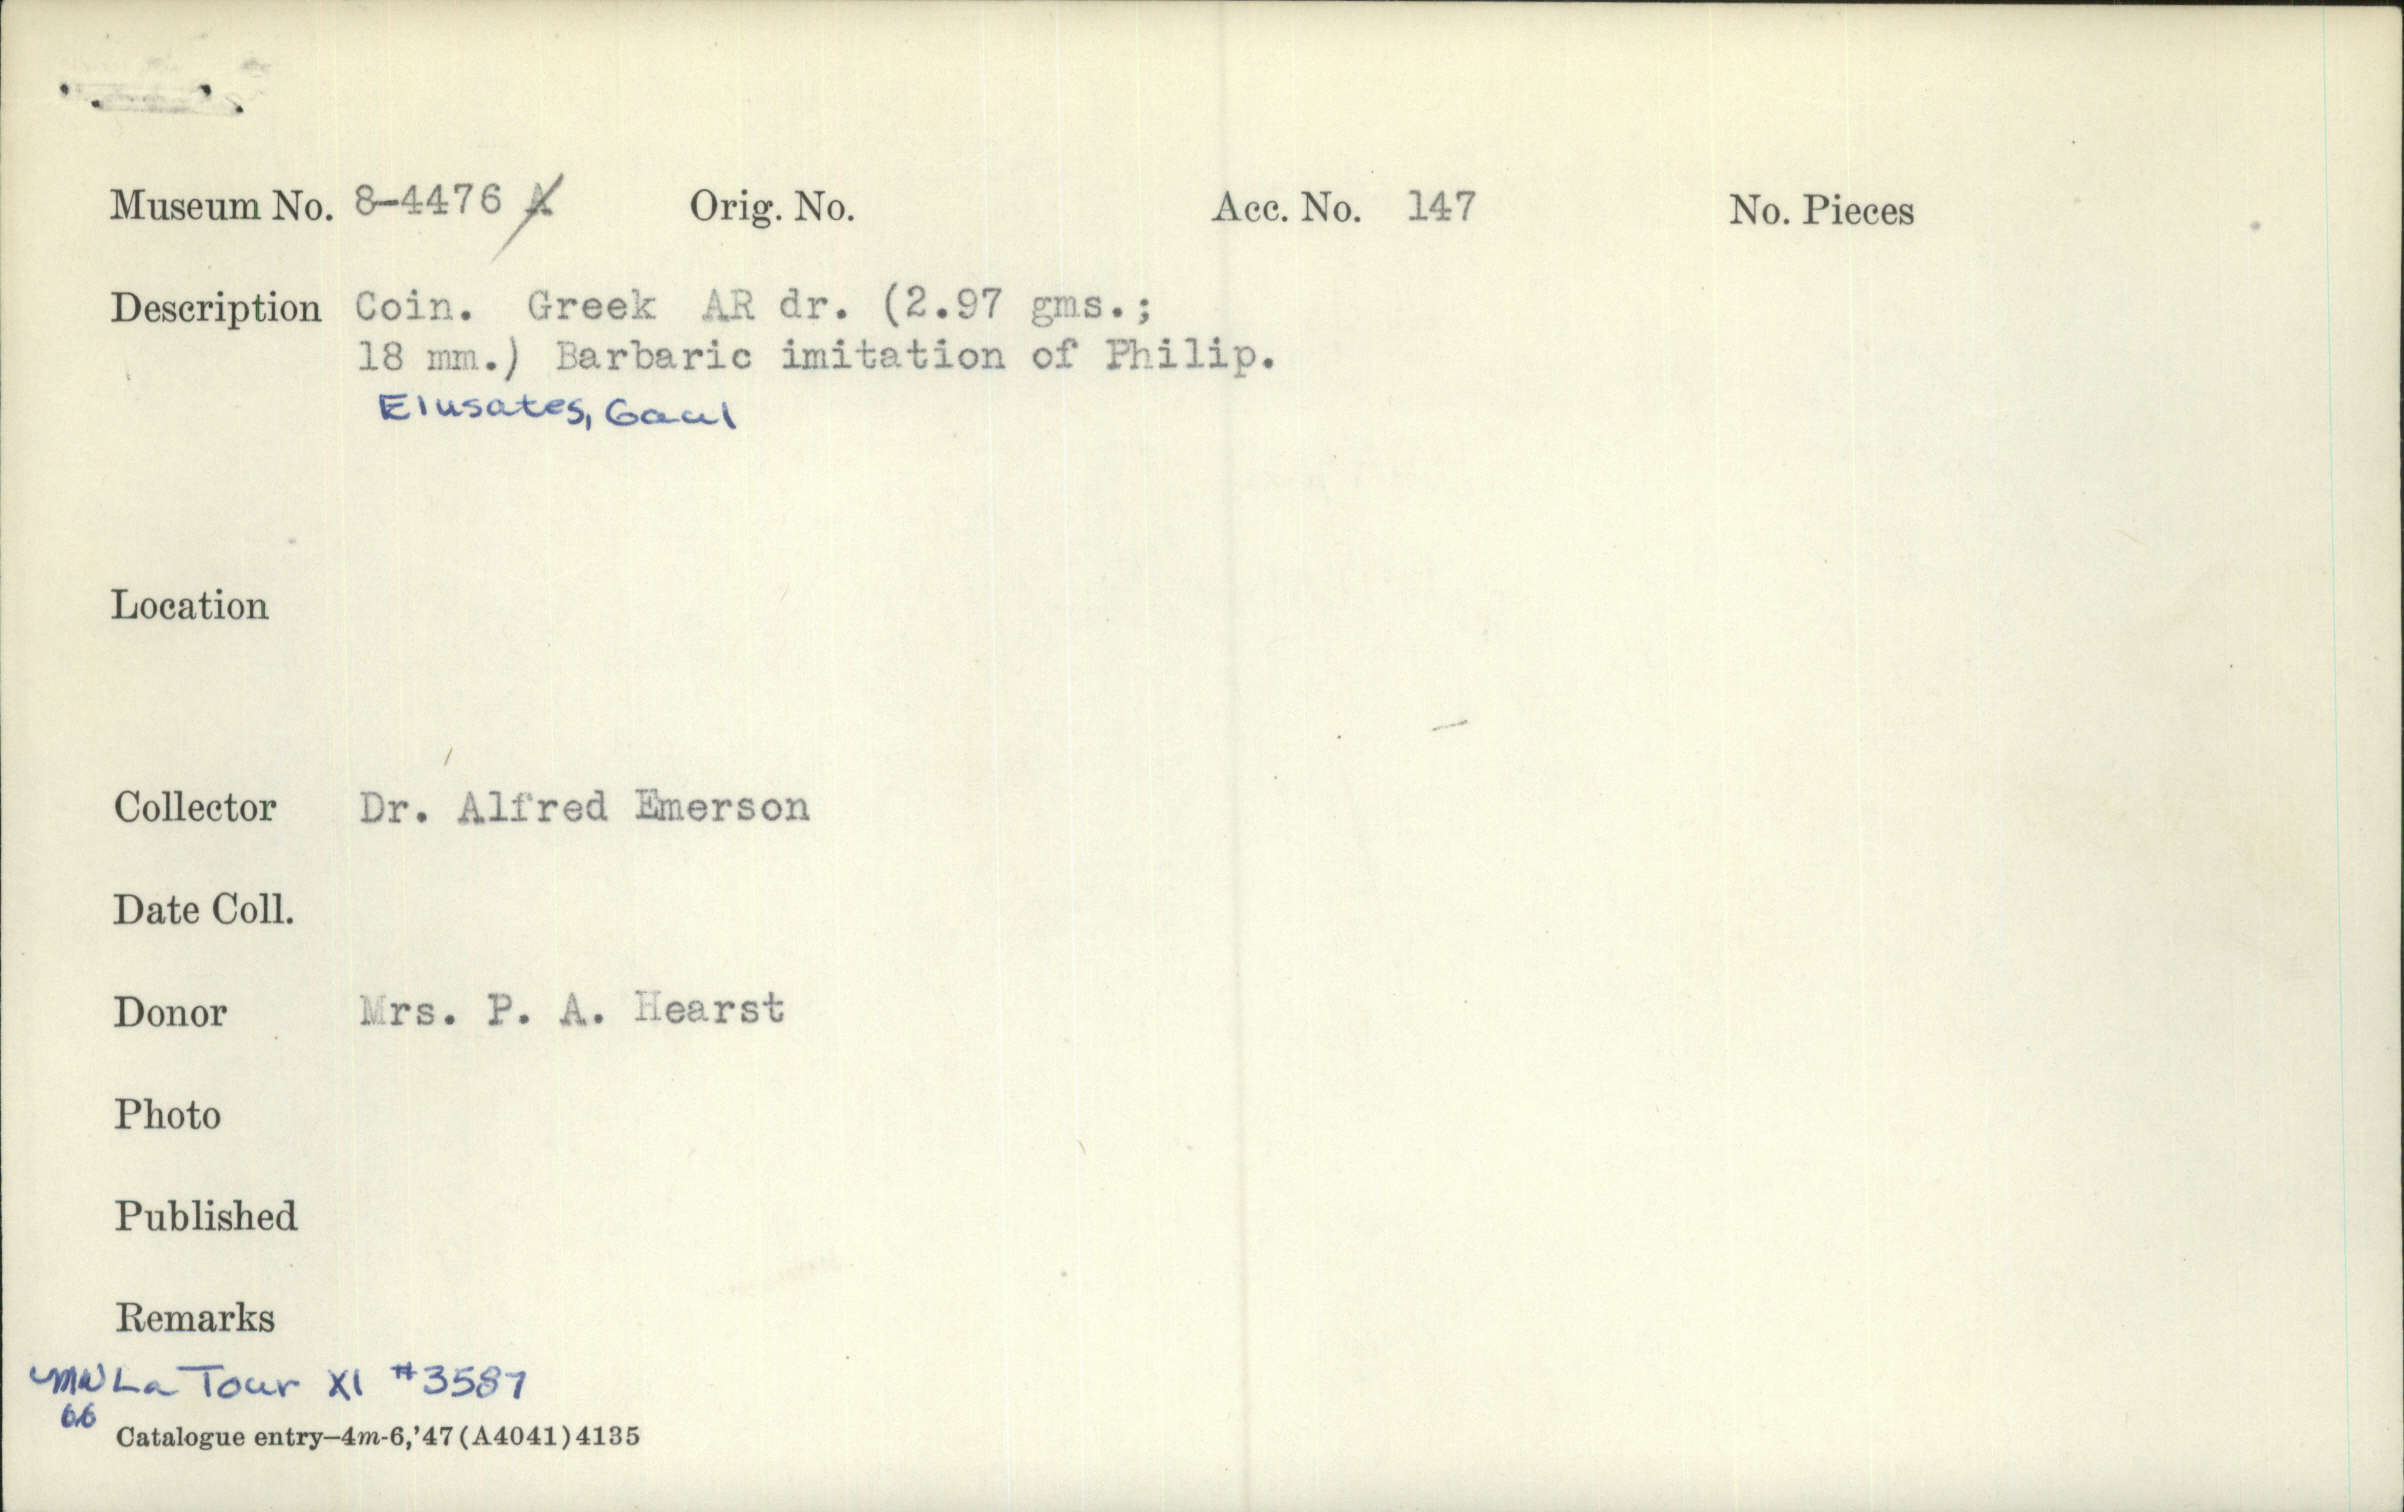 Museum No. 8-4476 A Orig. No. Acc. No. 147 No. Pieces
Description Coin. Greek AR dr. (2.97 gms.;
18 mm.) Barbaric imitation of Philip.
Elusates, Gaul
Location
Collector Dr. Alfred Emerson
Date Coll.
Donor Mrs. P. A. Hearst
Photo
Published
Remarks
MW La Tour XI #3587
66
Catalogue entry—4m-6,'47(A4041)4135